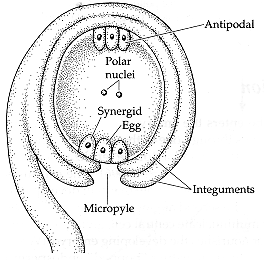 Antipodal
Polar
nuclei
Synergid
Egg
Integuments
Micropyle